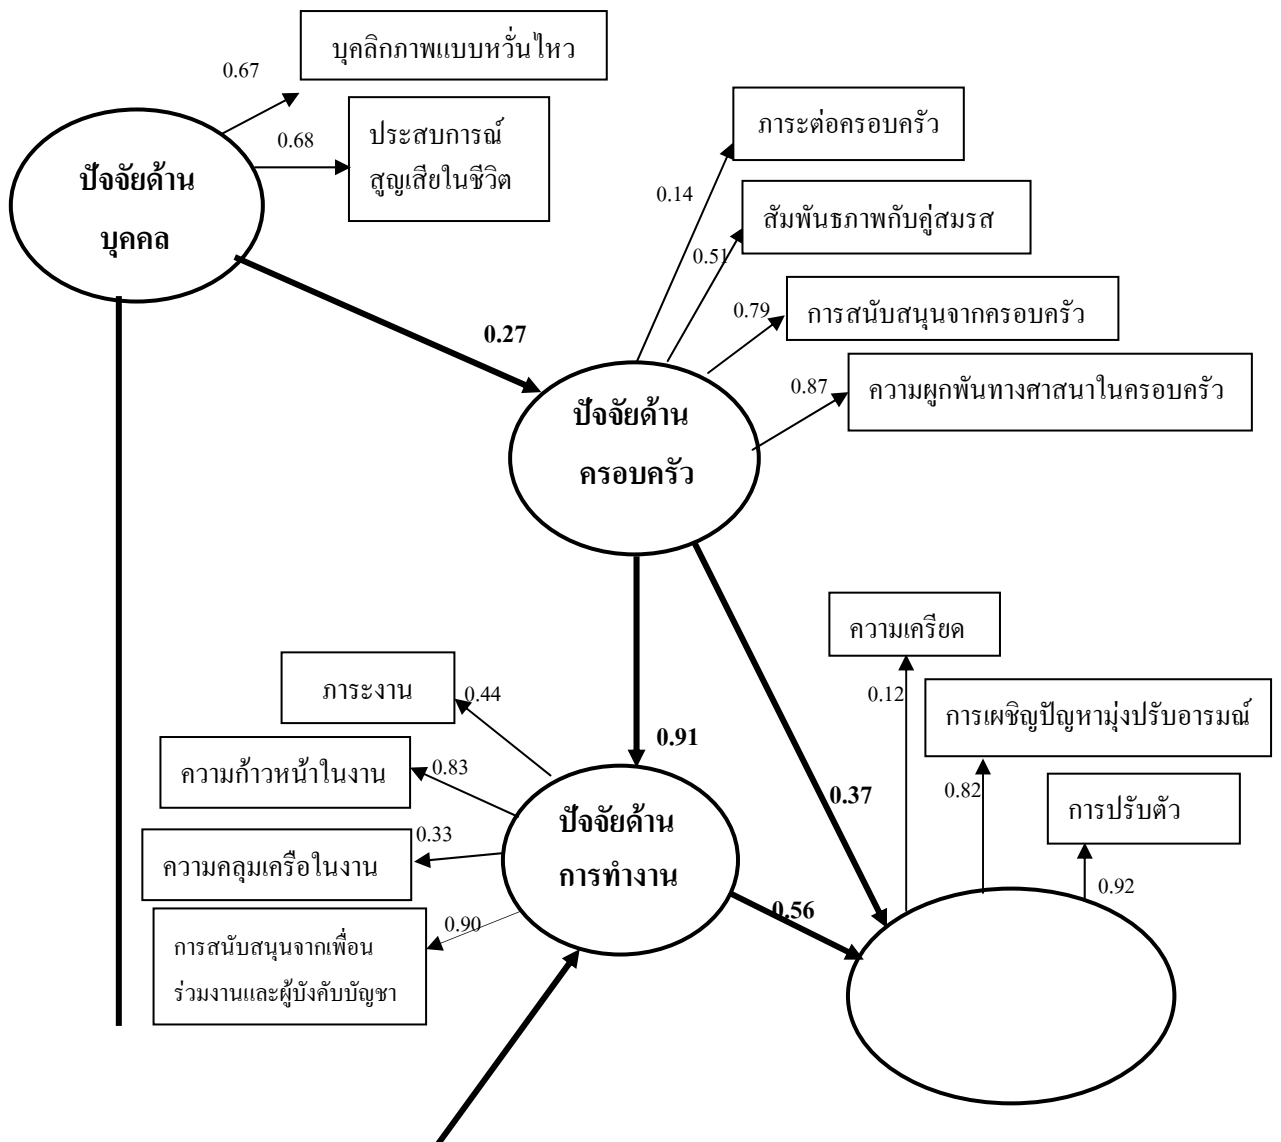 บุคลิกภาพแบบหวั่นไหว
0.67
ประสบการณ์
สูญเสียในชีวิต
0.68
ปัจจัยด้าน
บุคคล
ภาระต่อครอบครัว
0.14
สัมพันธภาพกับคู่สมรส
0.51
การสนับสนุนจากครอบครัว
0.79
0.27
ความผูกพันทางศาสนาในครอบครัว
0.87
ปัจจัยด้าน
ครอบครัว
ความเครียด
0.12
ภาระงาน
0.44
การเผชิญปัญหามุ่งปรับอารมณ์
0.91
ความก้าวหน้าในงาน
0.83
0.37
0.82
การปรับตัว
ปัจจัยด้าน
การทำงาน
0.33
ความคลุมเครือในงาน
0.92
0.56
0.90
การสนับสนุนจากเพื่อน
ร่วมงานและผู้บังคับบัญชา